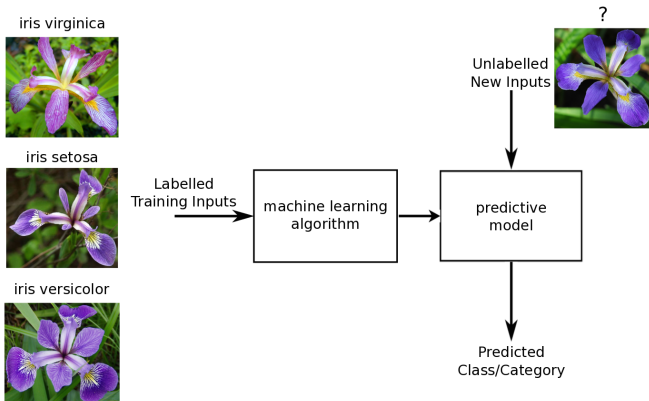 iris virginica
iris setosa
iris versicolor
Labelled
Training Inputs
machine learning
algorithm
predictive
model
Unlabelled
New Inputs
?
Predicted
Class/Category